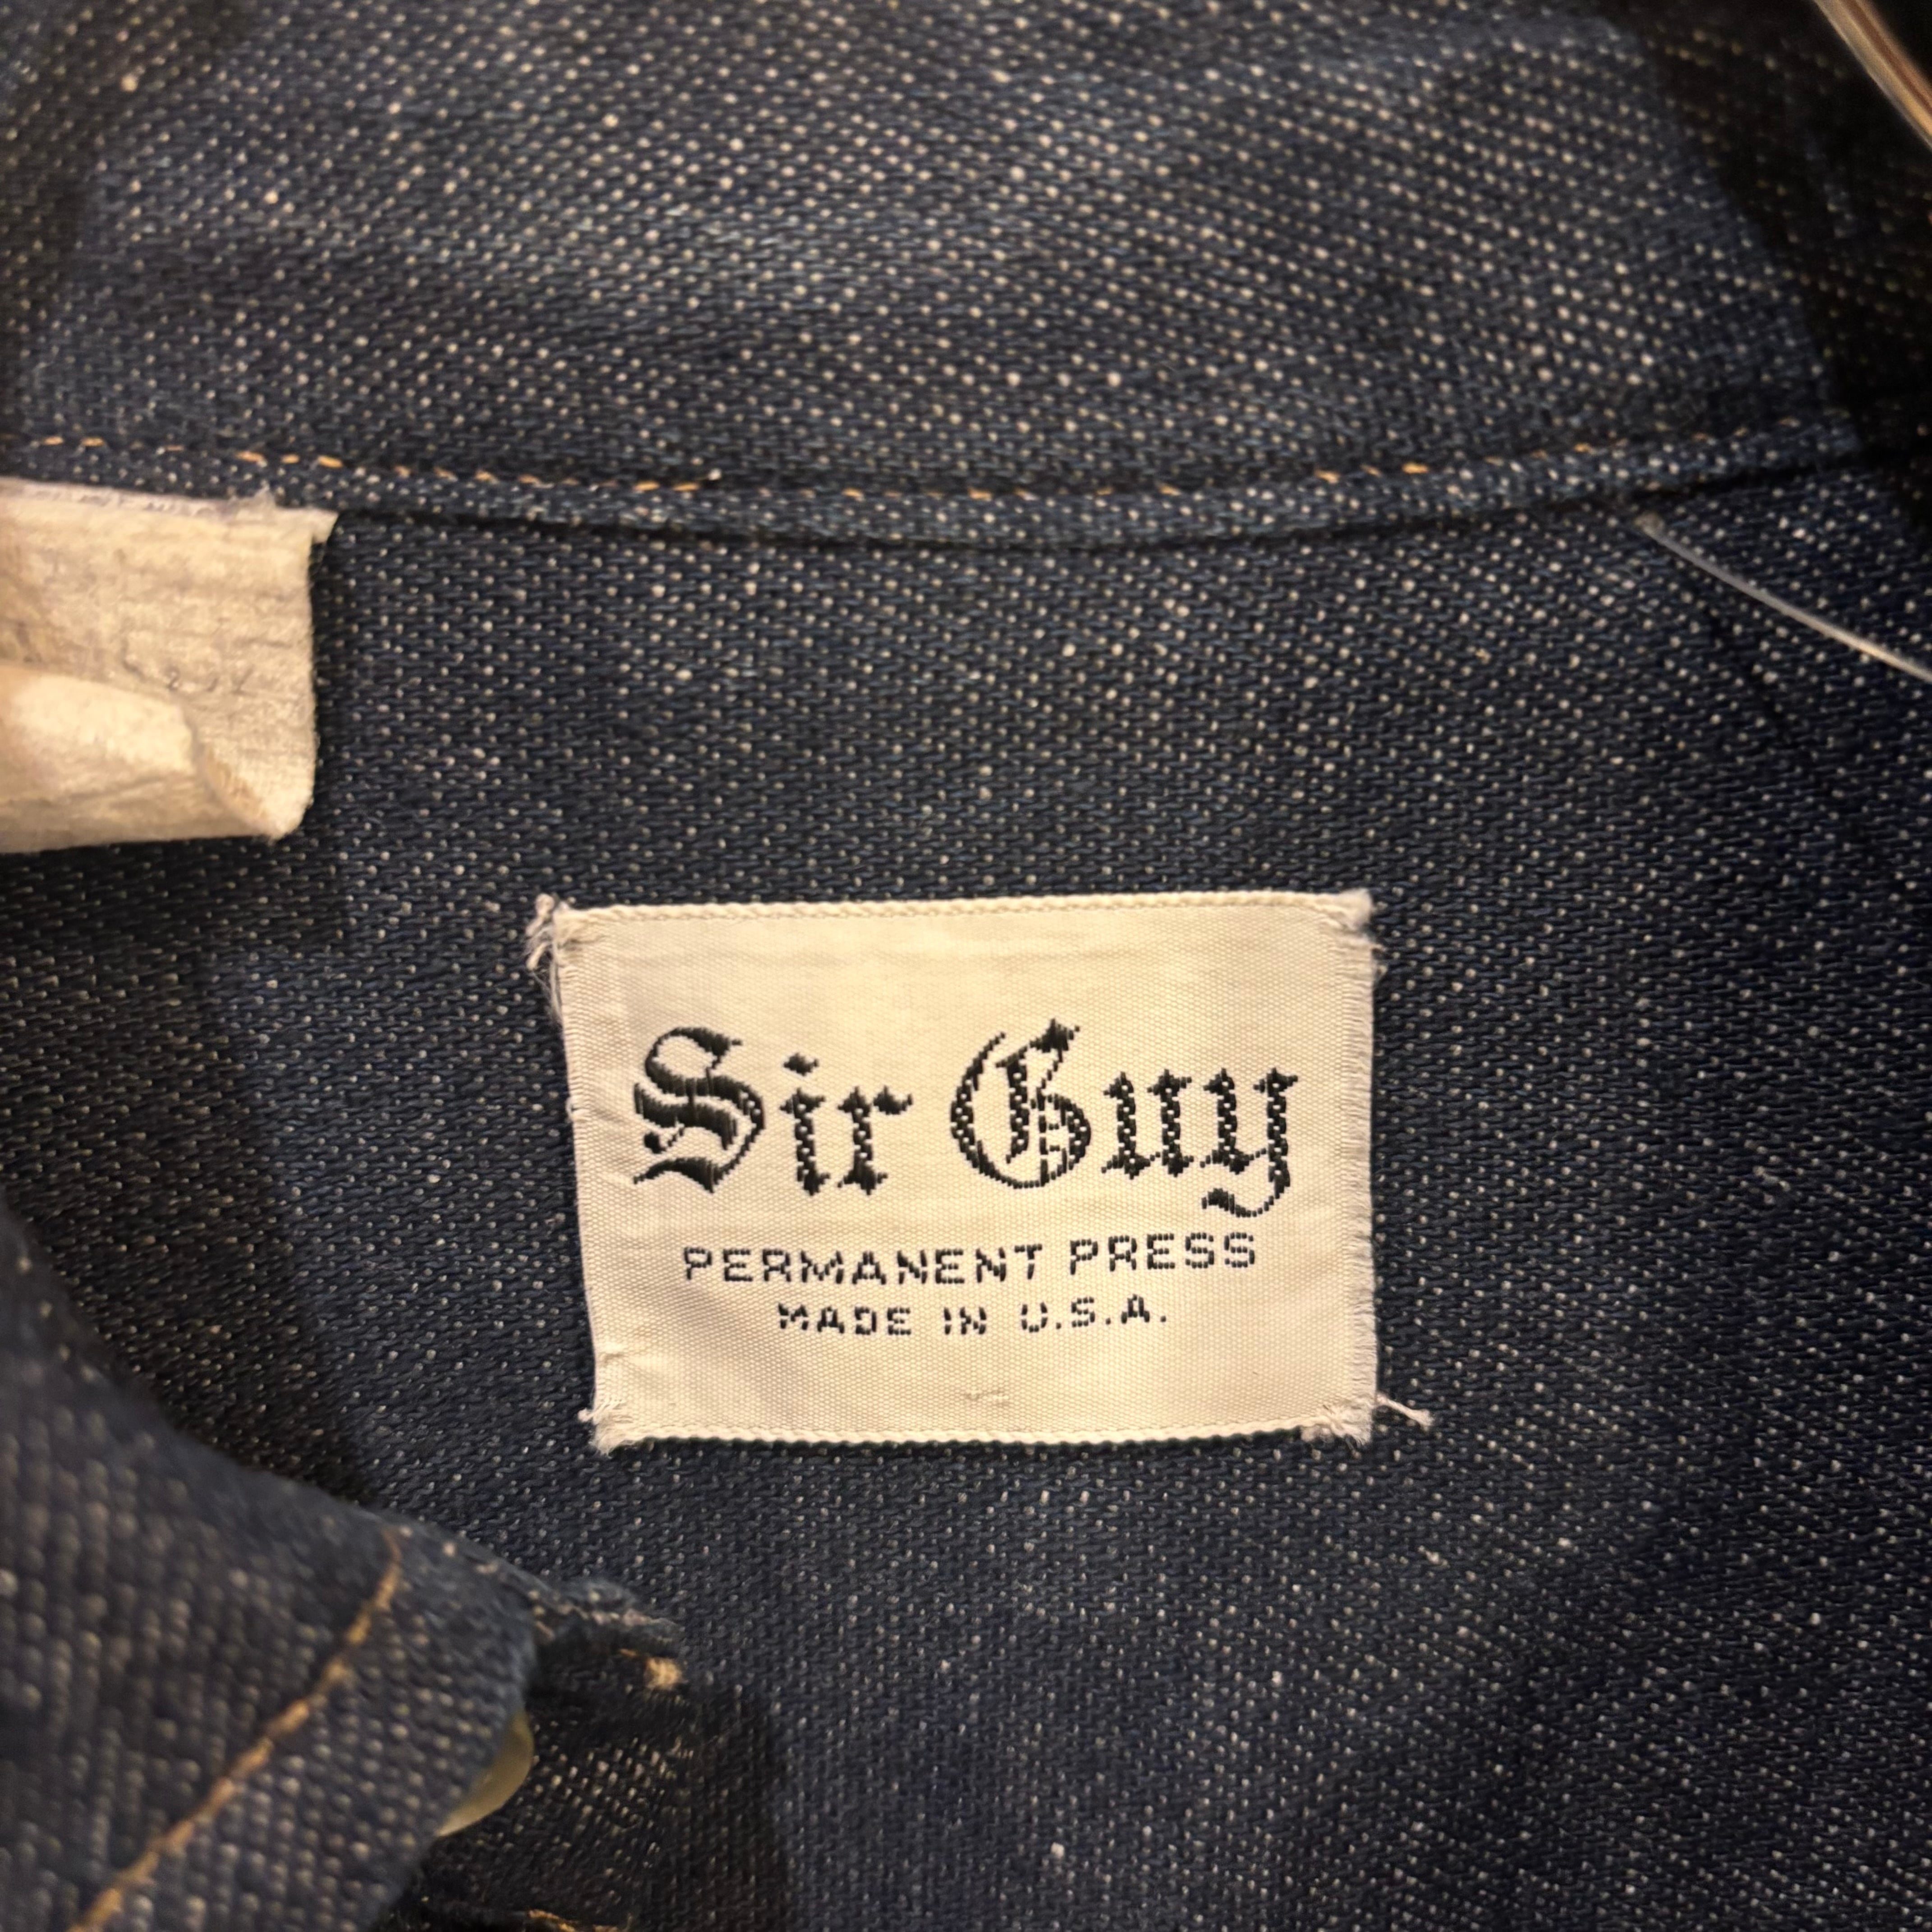 Sir Guy
PERMANENT PRESS
MADE IN U.S.A.